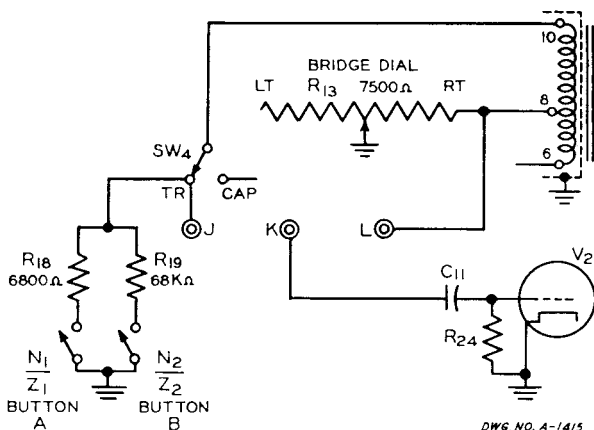 10
BRIDGE DIAL
LT R13 7500Ω RT
8
SW4
6
TR CAP
J K L
V2
R18 R19
6800Ω 68KΩ
C11
R24
N1 N2
Z1 Z2
BUTTON BUTTON
A B
DWG. NO. A-1415